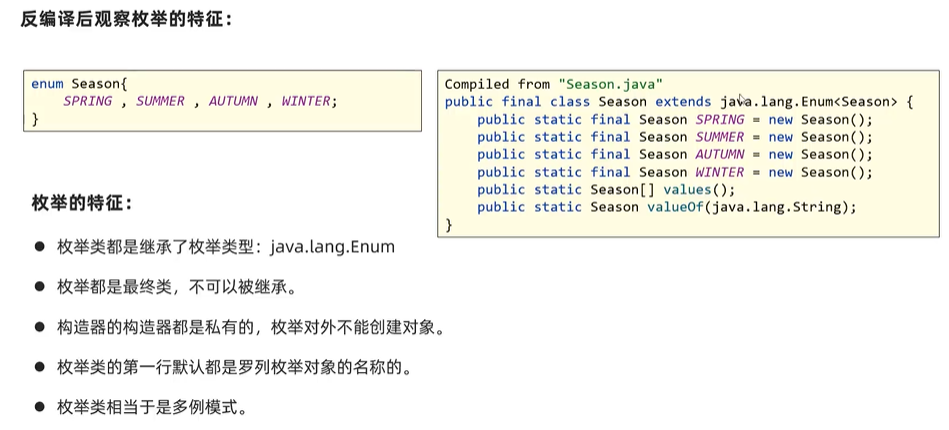 反编译后观察枚举的特征：
enum Season{
SPRING , SUMMER , AUTUMN , WINTER;
}
Compiled from "Season.java"
public final class Season extends java.lang.Enum<Season> {
public static final Season SPRING = new Season();
public static final Season SUMMER = new Season();
public static final Season AUTUMN = new Season();
public static final Season WINTER = new Season();
public static Season[] values();
public static Season valueOf(java.lang.String);
}
枚举的特征：
● 枚举类都是继承了枚举类型：java.lang.Enum
● 枚举都是最终类，不可以被继承。
● 构造器的构造器都是私有的，枚举对外不能创建对象。
● 枚举类的第一行默认都是罗列枚举对象的名称的。
● 枚举类相当于是多例模式。